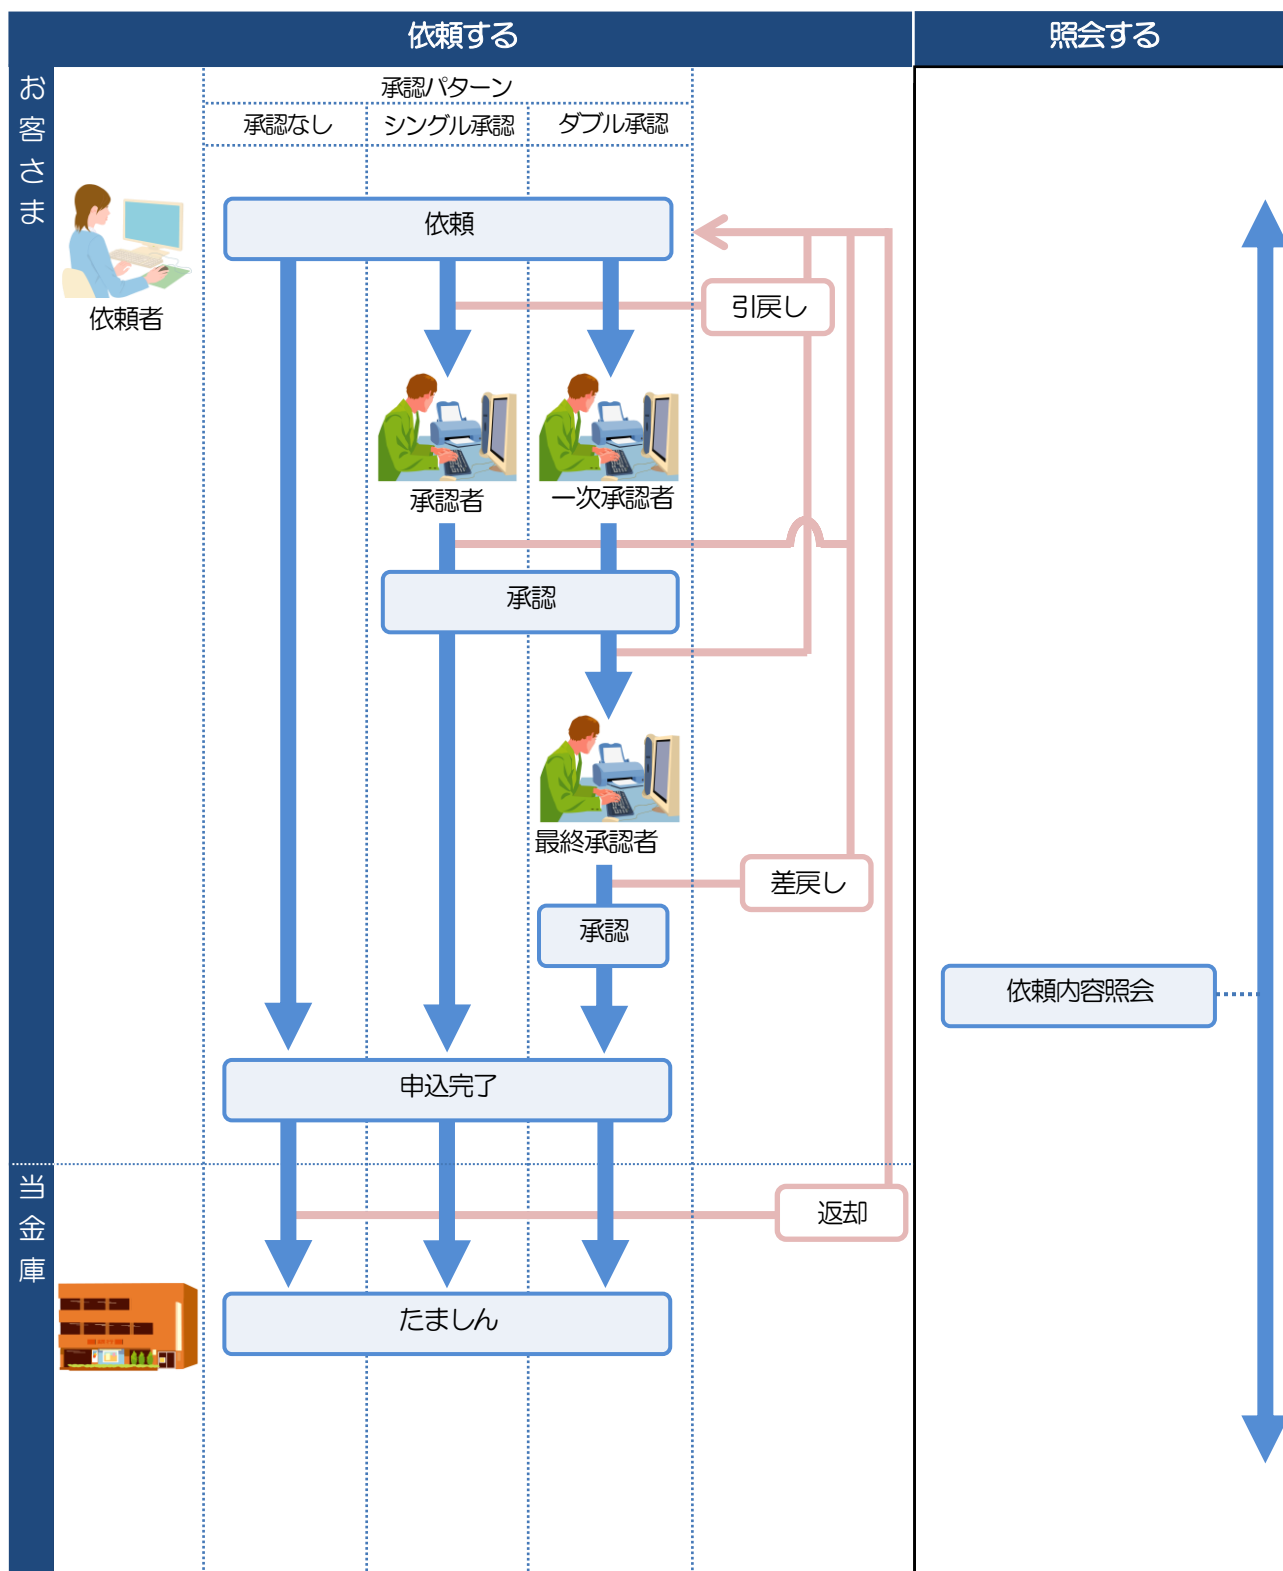 依頼する
照会する
お客さま
承認パターン
承認なし
シングル承認
ダブル承認
依頼
依頼者
引戻し
承認者
一次承認者
承認
最終承認者
差戻し
承認
依頼内容照会
申込完了
当金庫
返却
たましん